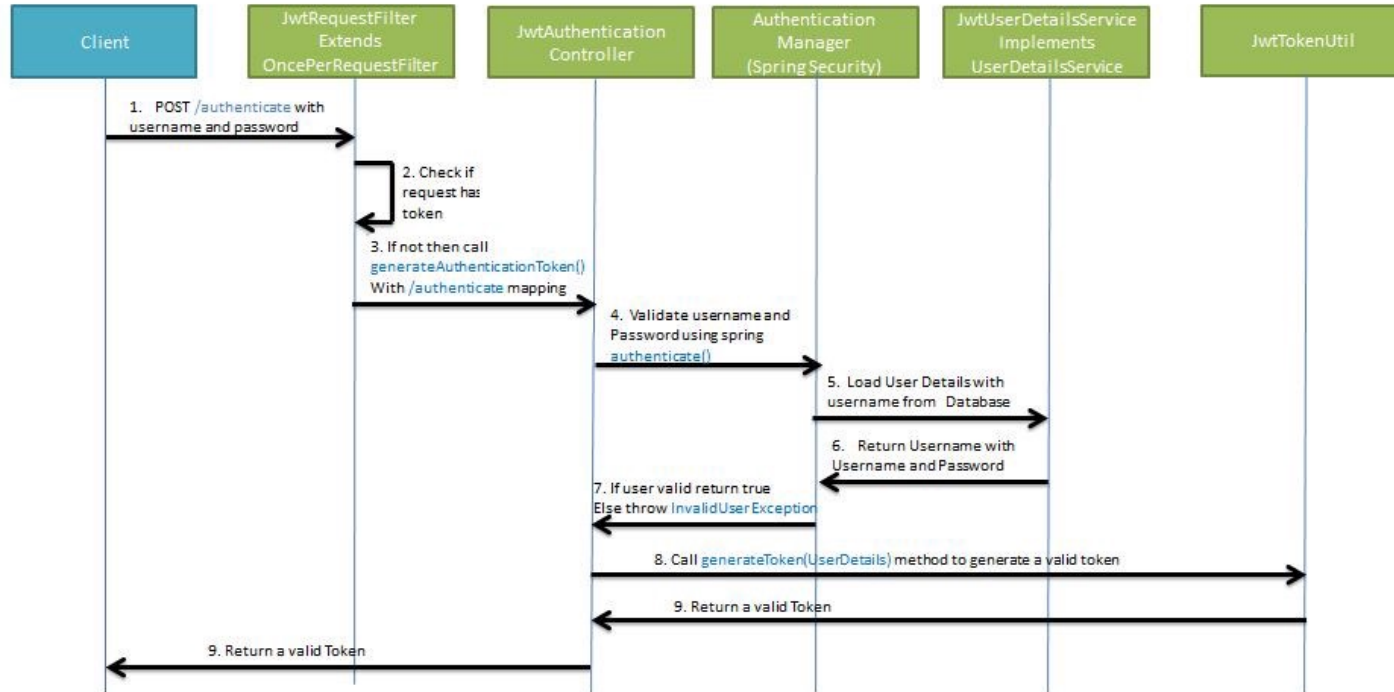 Client
JwtRequestFilter
Extends
OncePerRequestFilter
JwtAuthentication
Controller
Authentication
Manager
(Spring Security)
JwtUserDetailsService
Implements
UserDetailsService
JwtTokenUtil
1. POST /authenticate with
username and password
2. Check if
request has
token
3. If not then call
generateAuthenticationToken()
With /authenticate mapping
4. Validate username and
Password using spring
authenticate()
5. Load User Details with
username from Database
6. Return Username with
Username and Password
7. If user valid return true
Else throw InvalidUserException
8. Call generateToken(UserDetails) method to generate a valid token
9. Return a valid Token
9. Return a valid Token